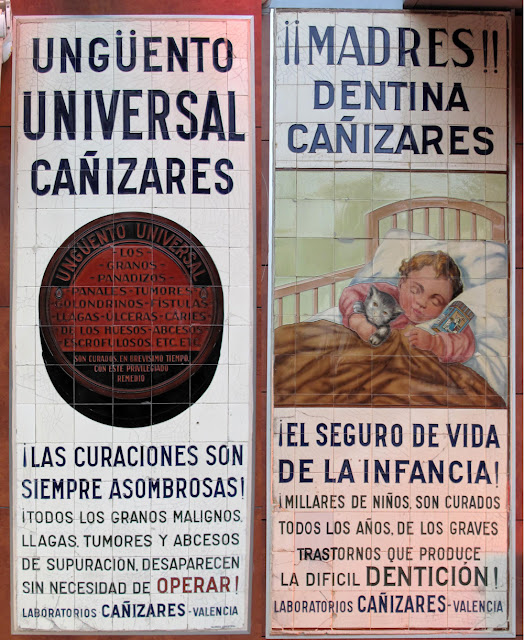 UNGÜENTO
UNIVERSAL
CAÑIZARES
UNGÜENTO UNIVERSAL
LOS
GRANOS-
PANADIZOS-
PANALES-TUMORES-
GOLONDRINOS-FÍSTULAS
LLAGAS-ÚLCERAS-CARIES
DE LOS HUESOS-ABCESOS
ESCROFULOSOS, ETC. ETC.
SON CURADOS, EN BREVISIMO TIEMPO,
CON ESTE PRIVILEGIADO
REMEDIO
¡LAS CURACIONES SON
SIEMPRE ASOMBROSAS!
¡TODOS LOS GRANOS MALIGNOS,
LLAGAS, TUMORES Y ABCESOS
DE SUPURACION, DESAPARECEN
SIN NECESIDAD DE OPERAR!
LABORATORIOS CAÑIZARES-VALENCIA
¡¡MADRES!!
DENTINA
CAÑIZARES
¡EL SEGURO DE VIDA
DE LA INFANCIA!
¡MILLARES DE NIÑOS, SON CURADOS
TODOS LOS AÑOS, DE LOS GRAVES
TRASTORNOS QUE PRODUCE
LA DIFICIL DENTICIÓN!
LABORATORIOS CAÑIZARES-VALENCIA